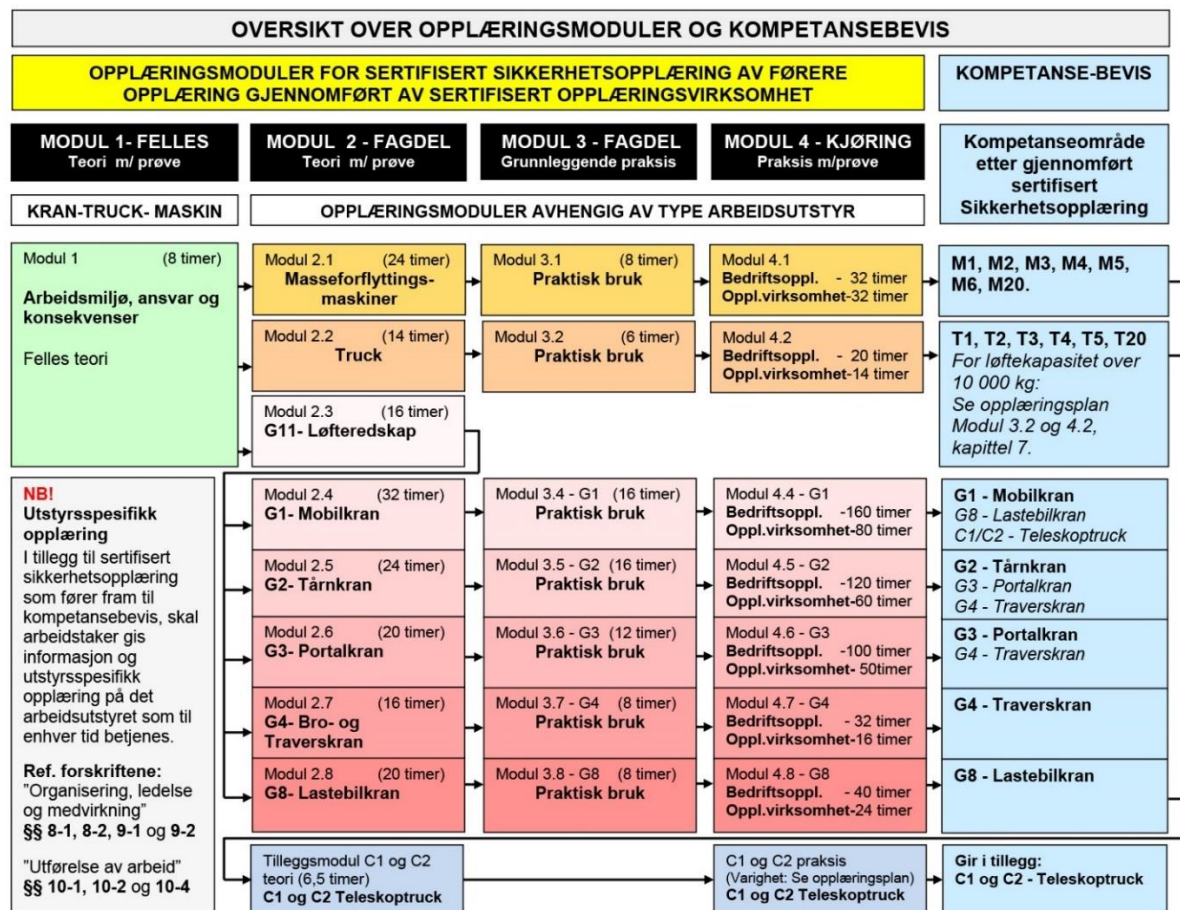 OVERSIKT OVER OPPLÆRINGSMODULER OG KOMPETANSEBEVIS
OPPLÆRINGSMODULER FOR SERTIFISERT SIKKERHETSOPPLÆRING AV FØRERE
OPPLÆRING GJENNOMFØRT AV SERTIFISERT OPPLÆRINGSVIRKSOMHET
KOMPETANSE-BEVIS
MODUL 1- FELLES
Teori m/ prøve
MODUL 2 - FAGDEL
Teori m/ prøve
MODUL 3 - FAGDEL
Grunnleggende praksis
MODUL 4 - KJØRING
Praksis m/prøve
Kompetanseområde
etter gjennomført
sertifisert
Sikkerhetsopplæring
KRAN-TRUCK- MASKIN
OPPLÆRINGSMODULER AVHENGIG AV TYPE ARBEIDSUTSTYR
Modul 1 (8 timer)
Arbeidsmiljø, ansvar og
konsekvenser
Felles teori
Modul 2.1 (24 timer)
Masseforflyttings-
maskiner
Modul 3.1 (8 timer)
Praktisk bruk
Modul 4.1
Bedriftsoppl. - 32 timer
Oppl.virksomhet-32 timer
M1, M2, M3, M4, M5,
M6, M20.
Modul 2.2 (14 timer)
Truck
Modul 3.2 (6 timer)
Praktisk bruk
Modul 4.2
Bedriftsoppl. - 20 timer
Oppl.virksomhet-14 timer
T1, T2, T3, T4, T5, T20
For løftekapasitet over
10 000 kg:
Se opplæringsplan
Modul 3.2 og 4.2,
kapittel 7.
Modul 2.3 (16 timer)
G11- Løfteredskap
NB!
Utstyrsspesifikk
opplæring
I tillegg til sertifisert
sikkerhetsopplæring
som fører fram til
kompetansebevis, skal
arbeidstaker gis
informasjon og
utstyrsspesifikk
opplæring på det
arbeidsutstyret som til
enhver tid betjenes.
Ref. forskriftene:
”Organisering, ledelse
og medvirkning”
§§ 8-1, 8-2, 9-1 og 9-2
”Utførelse av arbeid”
§§ 10-1, 10-2 og 10-4
Modul 2.4 (32 timer)
G1- Mobilkran
Modul 3.4 - G1 (16 timer)
Praktisk bruk
Modul 4.4 - G1
Bedriftsoppl. -160 timer
Oppl.virksomhet-80 timer
G1 - Mobilkran
G8 - Lastebilkran
C1/C2 - Teleskoptruck
Modul 2.5 (24 timer)
G2- Tårnkran
Modul 3.5 - G2 (16 timer)
Praktisk bruk
Modul 4.5 - G2
Bedriftsoppl. -120 timer
Oppl.virksomhet-60 timer
G2 - Tårnkran
G3 - Portalkran
G4 - Traverskran
Modul 2.6 (20 timer)
G3- Portalkran
Modul 3.6 - G3 (12 timer)
Praktisk bruk
Modul 4.6 - G3
Bedriftsoppl. -100 timer
Oppl.virksomhet- 50timer
G3 - Portalkran
G4 - Traverskran
Modul 2.7 (16 timer)
G4- Bro- og
Traverskran
Modul 3.7 - G4 (8 timer)
Praktisk bruk
Modul 4.7 - G4
Bedriftsoppl. - 32 timer
Oppl.virksomhet-16 timer
G4 - Traverskran
Modul 2.8 (20 timer)
G8- Lastebilkran
Modul 3.8 - G8 (8 timer)
Praktisk bruk
Modul 4.8 - G8
Bedriftsoppl. - 40 timer
Oppl.virksomhet-24 timer
G8 - Lastebilkran
Tilleggsmodul C1 og C2
teori (6,5 timer)
C1 og C2 Teleskoptruck
C1 og C2 praksis
(Varighet: Se opplæringsplan)
C1 og C2 Teleskoptruck
Gir i tillegg:
C1 og C2 - Teleskoptruck